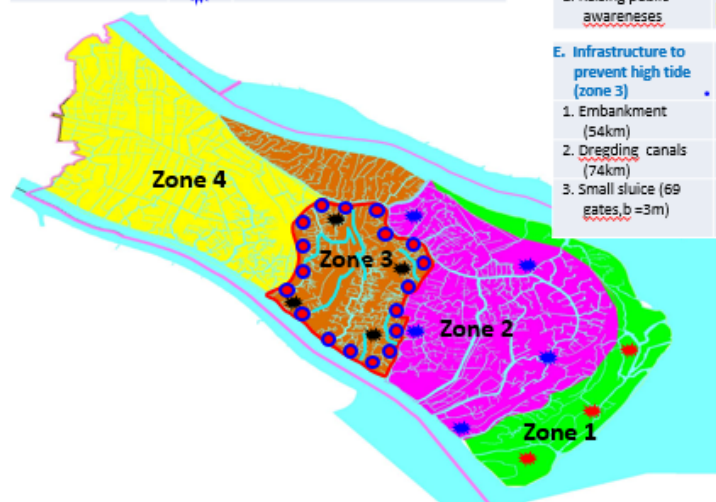 awareneses
E. Infrastructure to
prevent high tide
(zone 3)
1. Embankment
(54km)
2. Dregding canals
(74km)
3. Small sluice (69
gates,b =3m)
Zone 4
Zone 3
Zone 2
Zone 1